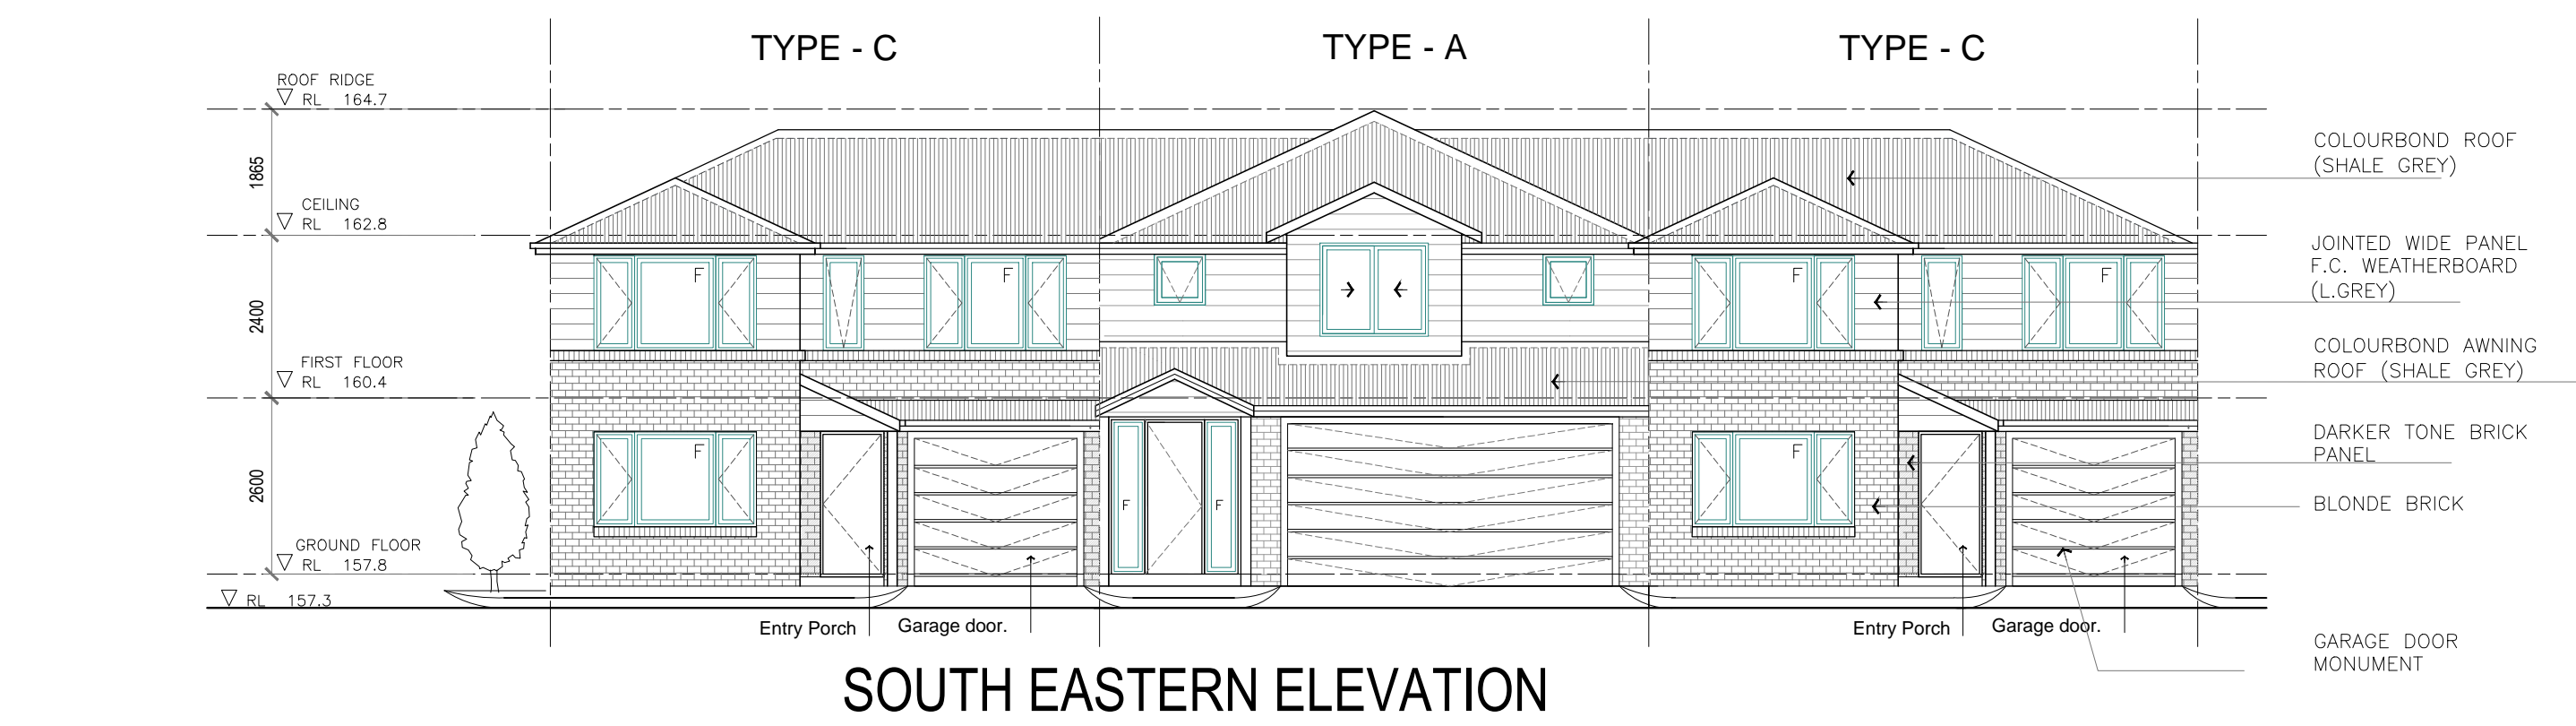 TYPE - C
TYPE - A
TYPE - C
ROOF RIDGE
RL 164.7
1865
CEILING
RL 162.8
2400
FIRST FLOOR
RL 160.4
2600
GROUND FLOOR
RL 157.8
RL 157.3
F
F
F
F
F
F
F
F
Entry Porch
Garage door.
Entry Porch
Garage door.
COLOURBOND ROOF
(SHALE GREY)
JOINTED WIDE PANEL
F.C. WEATHERBOARD
(L.GREY)
COLOURBOND AWNING
ROOF (SHALE GREY)
DARKER TONE BRICK
PANEL
BLONDE BRICK
GARAGE DOOR
MONUMENT
SOUTH EASTERN ELEVATION